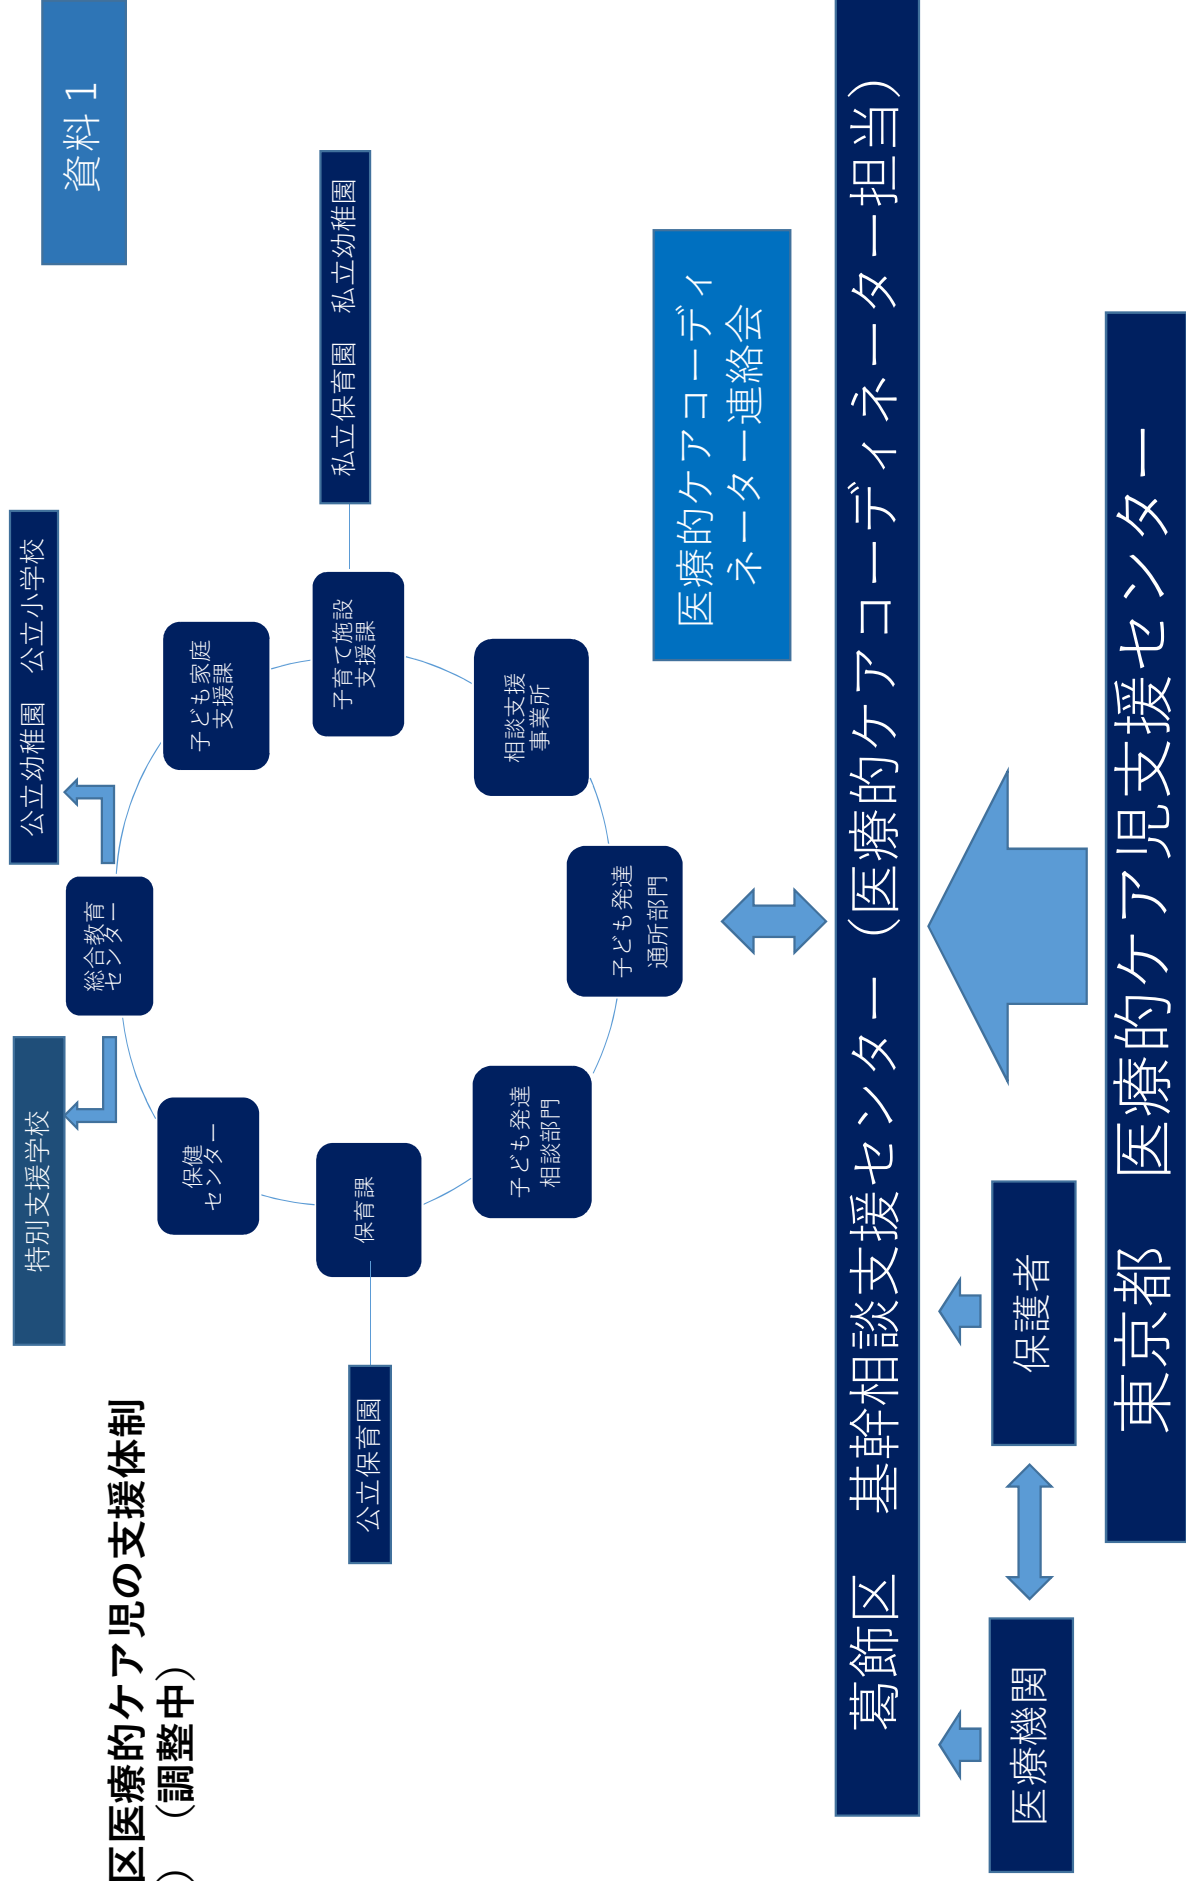 資料１
区医療的ケア児の支援体制
）（調整中）
特別支援学校
公立幼稚園　公立小学校
総合教育
センター
子ども家庭
支援課
保健
センター
子育て施設
支援課
私立保育園　私立幼稚園
保育課
公立保育園
相談支援
事業所
子ども発達
相談部門
子ども発達
通所部門
医療的ケアコーディ
ネーター連絡会
葛飾区　基幹相談支援センター（医療的ケアコーディネーター担当）
医療機関
保護者
東京都　医療的ケア児支援センター